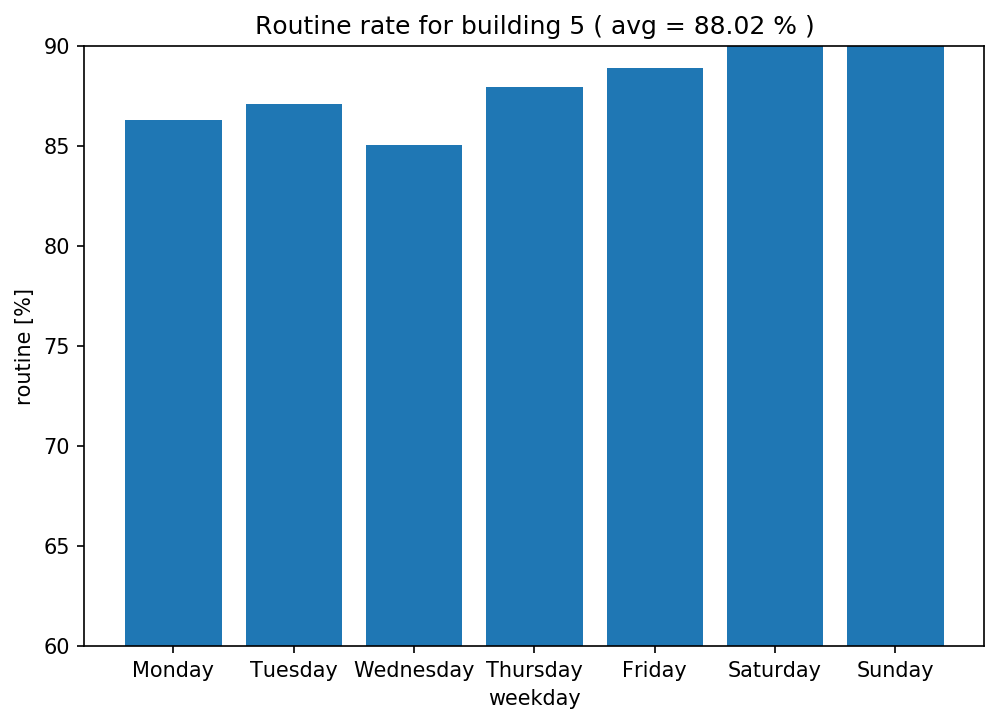 Routine rate for building 5 ( avg = 88.02 % )
90
85
80
75
70
65
60
routine [%]
Monday Tuesday Wednesday Thursday Friday Saturday Sunday
weekday